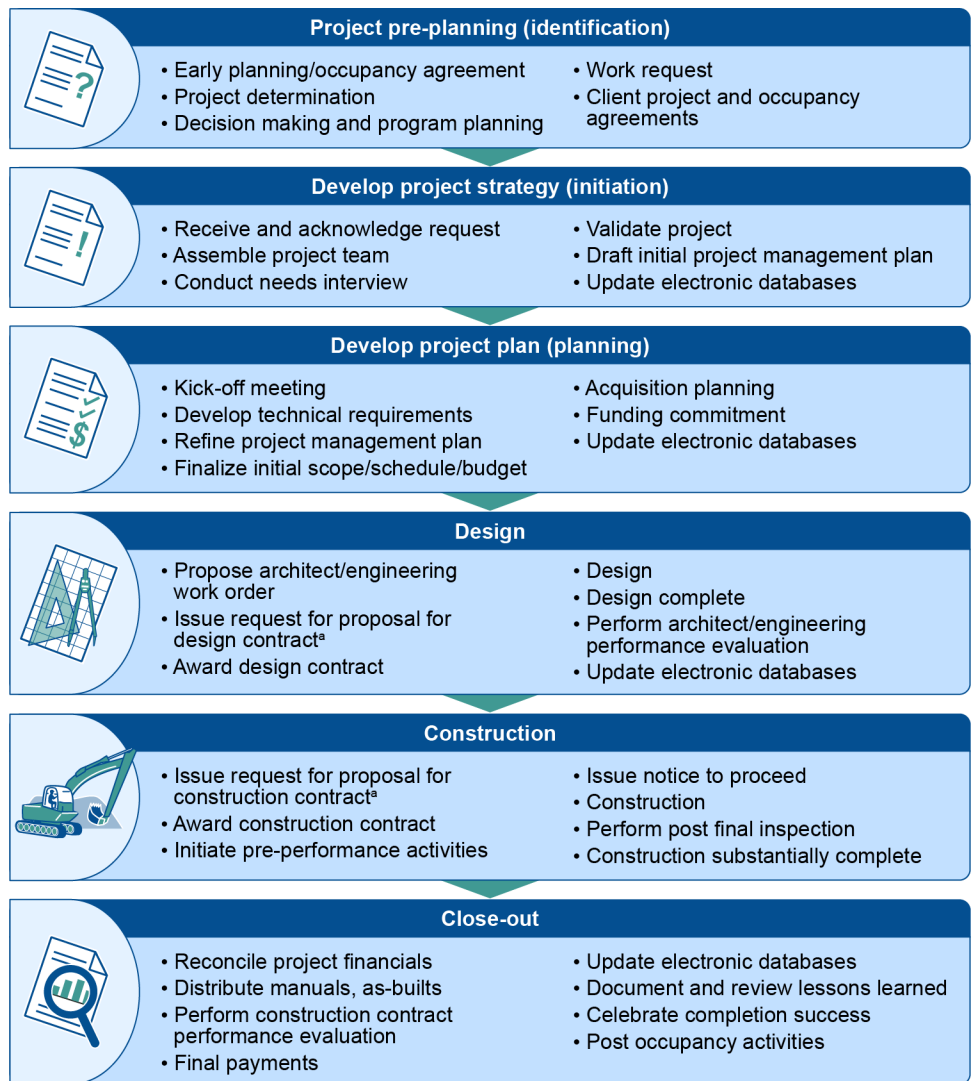 Project pre-planning (identification)
?
• Early planning/occupancy agreement
• Project determination
• Decision making and program planning
• Work request
• Client project and occupancy
agreements
Develop project strategy (initiation)
!
• Receive and acknowledge request
• Assemble project team
• Conduct needs interview
• Validate project
• Draft initial project management plan
• Update electronic databases
Develop project plan (planning)
$
• Kick-off meeting
• Develop technical requirements
• Refine project management plan
• Finalize initial scope/schedule/budget
• Acquisition planning
• Funding commitment
• Update electronic databases
Design
• Propose architect/engineering
work order
• Issue request for proposal for
design contractª
• Award design contract
• Design
• Design complete
• Perform architect/engineering
performance evaluation
• Update electronic databases
Construction
• Issue request for proposal for
construction contractª
• Award construction contract
• Initiate pre-performance activities
• Issue notice to proceed
• Construction
• Perform post final inspection
• Construction substantially complete
Close-out
• Reconcile project financials
• Distribute manuals, as-builts
• Perform construction contract
performance evaluation
• Final payments
• Update electronic databases
• Document and review lessons learned
• Celebrate completion success
• Post occupancy activities